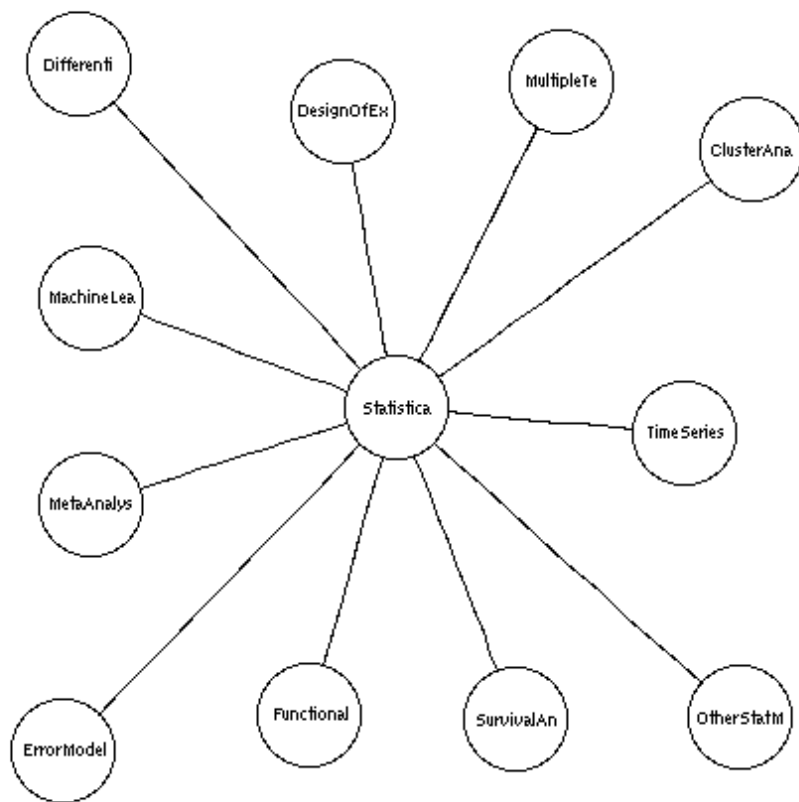 Differenti
DesignOfEx
MultipleTe
ClusterAna
MachineLea
Statistica
TimeSeries
MetaAnalys
ErrorModel
Functional
SurvivalAn
OtherStatM